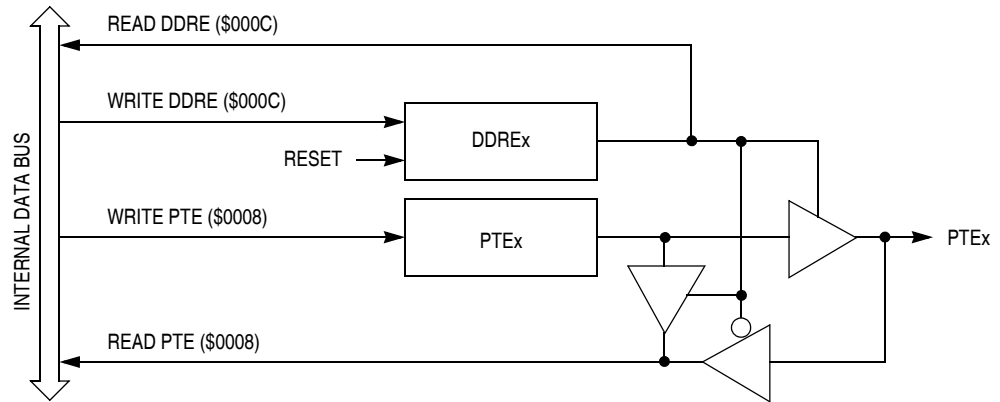 READ DDRE ($000C)
WRITE DDRE ($000C)
DDREx
RESET
INTERNAL DATA BUS
WRITE PTE ($0008)
PTEx
PTEx
READ PTE ($0008)